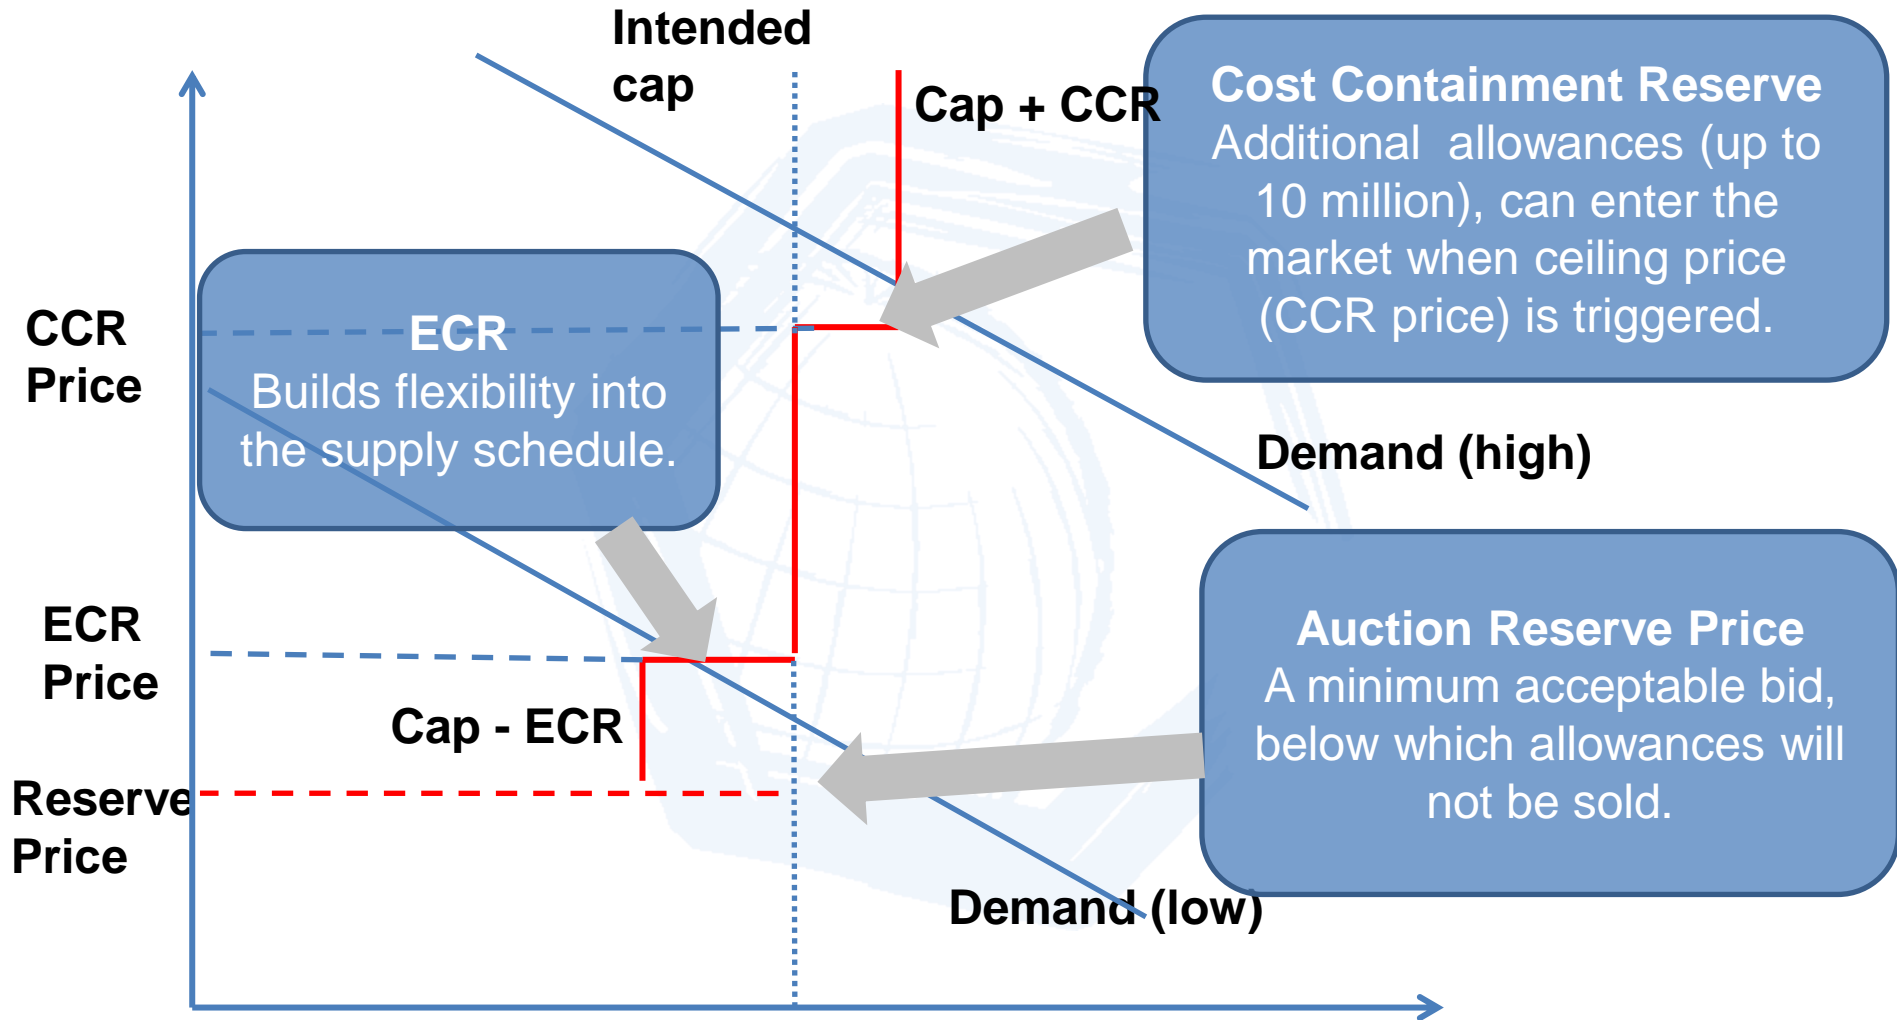 Intended
cap
Cap + CCR
Cost Containment Reserve
Additional allowances (up to
10 million), can enter the
market when ceiling price
(CCR price) is triggered.
CCR
Price
ECR
Builds flexibility into
the supply schedule.
Demand (high)
ECR
Price
Cap - ECR
Auction Reserve Price
A minimum acceptable bid,
below which allowances will
not be sold.
Reserve
Price
Demand (low)